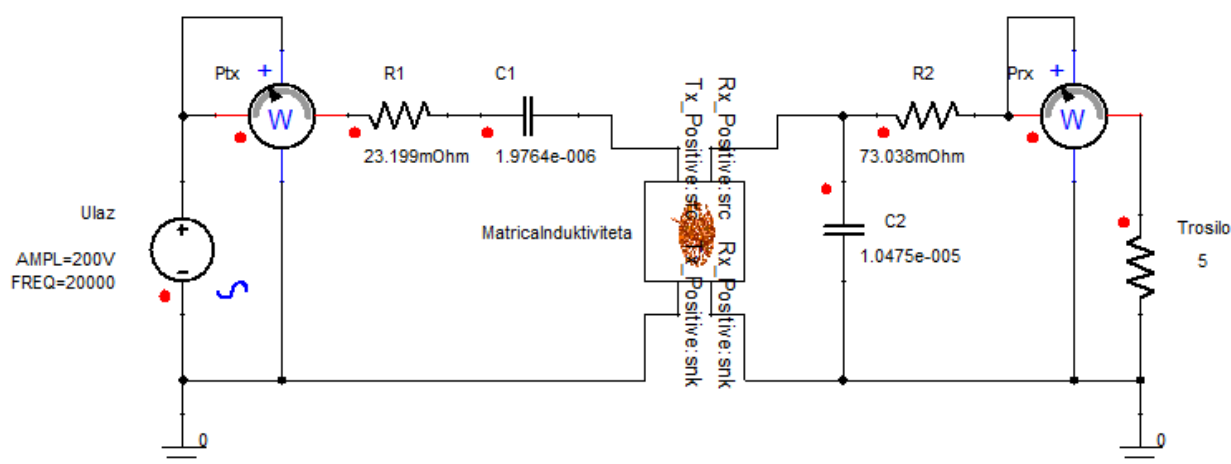 Ptx
+
W
R1
23.199mOhm
C1
1.9764e-006
Tx_Positive:src
Rx_Positive:src
R2
73.038mOhm
Prx
+
W
Ulaz
+
AMPL=200V
FREQ=20000
MatricaInduktiviteta
C2
1.0475e-005
Trosilo
5
Tx_Positive:snk
Rx_Positive:snk
0
0